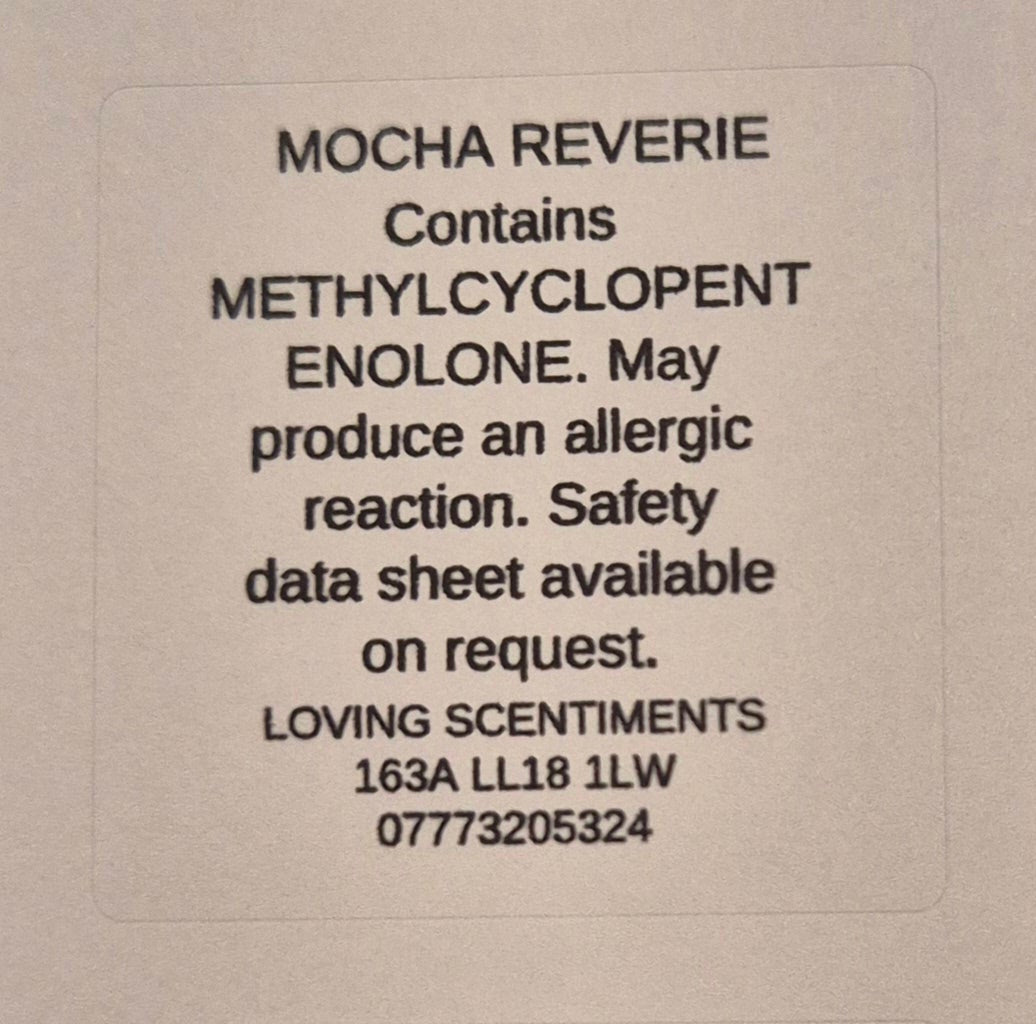 MOCHA REVERIE
Contains
METHYLCYCLOPENT
ENOLONE. May
produce an allergic
reaction. Safety
data sheet available
on request.
LOVING SCENTIMENTS
163A LL18 1LW
07773205324